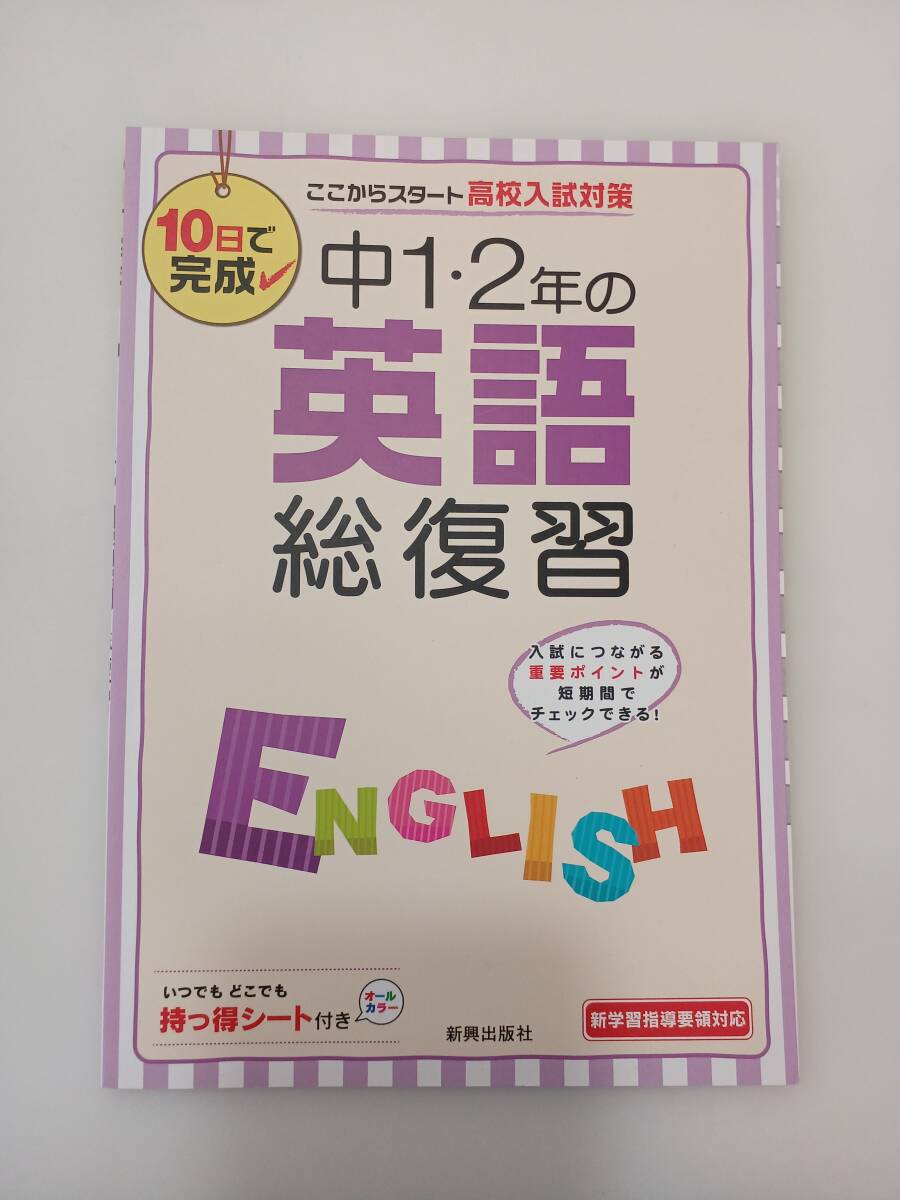 ここからスタート高校入試対策
10日で
完成
中1・2年の
英語
総復習
入試につながる
重要ポイントが
短期間で
チェックできる!
ENGLISH
いつでも どこでも
持っ得シート付き
オール
カラー
新興出版社
新学習指導要領対応